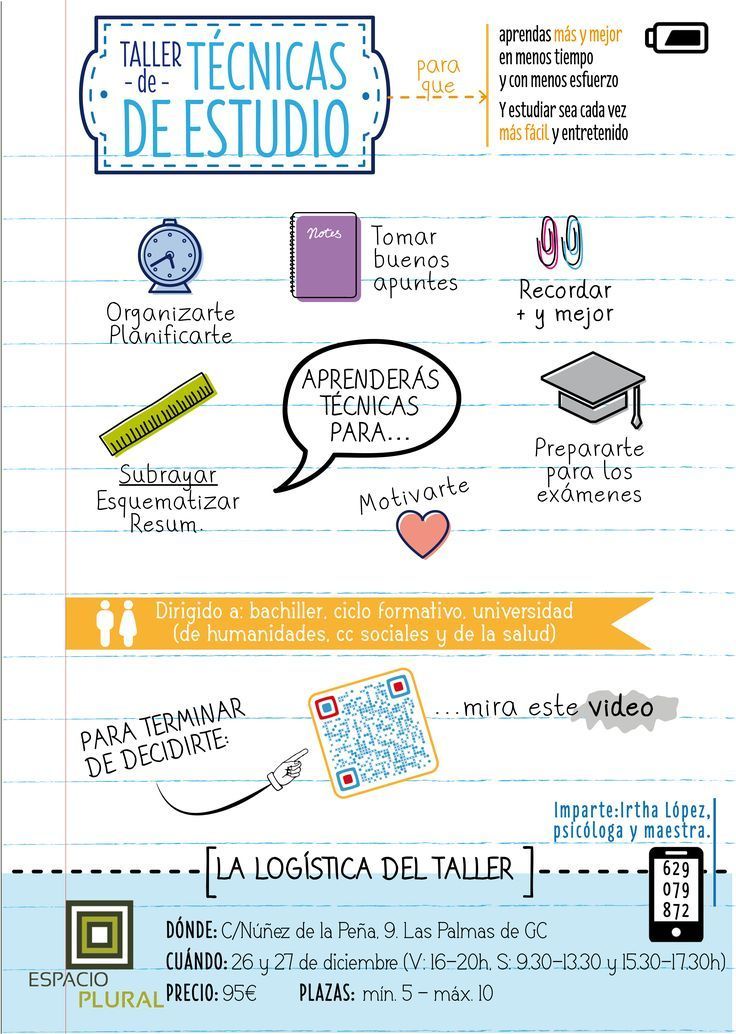 TALLER
- de -
TÉCNICAS
DE ESTUDIO
para
que
aprendas más y mejor
en menos tiempo
y con menos esfuerzo
Y estudiar sea cada vez
más fácil y entretenido
Organizarte
Planificarte
Notes
Tomar
buenos
apuntes
Recordar
+ y mejor
APRENDERÁS
TÉCNICAS
PARA...
Subrayar
Esquematizar
Resum.
Motivarte
Prepararte
para los
exámenes
Dirigido a: bachiller, ciclo formativo, universidad
(de humanidades, cc sociales y de la salud)
PARA TERMINAR
DE DECIDIRTE:
...mira este video
Imparte:Irtha López,
psicóloga y maestra.
629
079
872
[LA LOGÍSTICA DEL TALLER]
ESPACIO
PLURAL
DÓNDE: C/Núñez de la Peña, 9. Las Palmas de GC
CUÁNDO: 26 y 27 de diciembre (V: 16-20h, S: 9.30-13.30 y 15.30-17.30h)
PRECIO: 95€ PLAZAS: mín. 5 - máx. 10